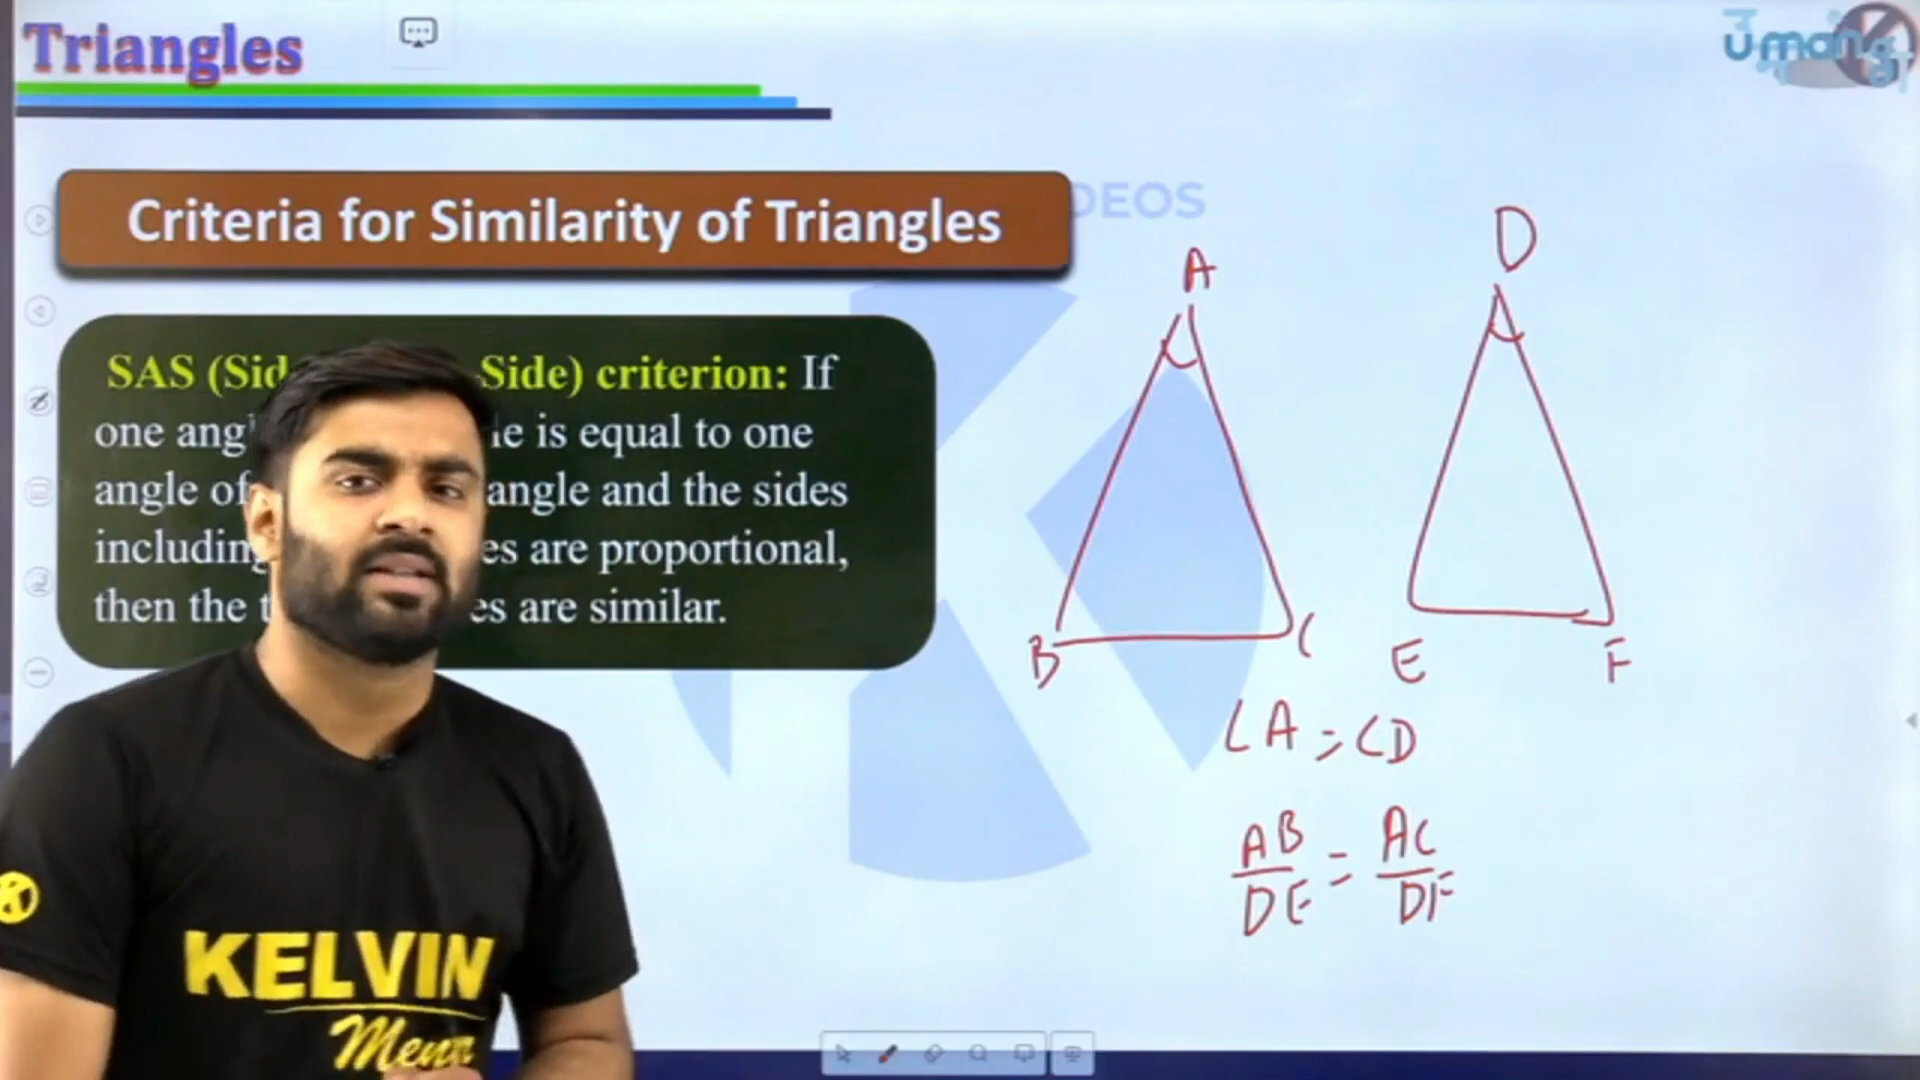 Triangles
उमंग
DEOS
Criteria for Similarity of Triangles
SAS (Sid Side) criterion: If
one ang le is equal to one
angle of angle and the sides
includin es are proportional,
then the t es are similar.
A
D
B C E F
∠A = ∠D
AB/DE = AC/DF
K
KELVIN